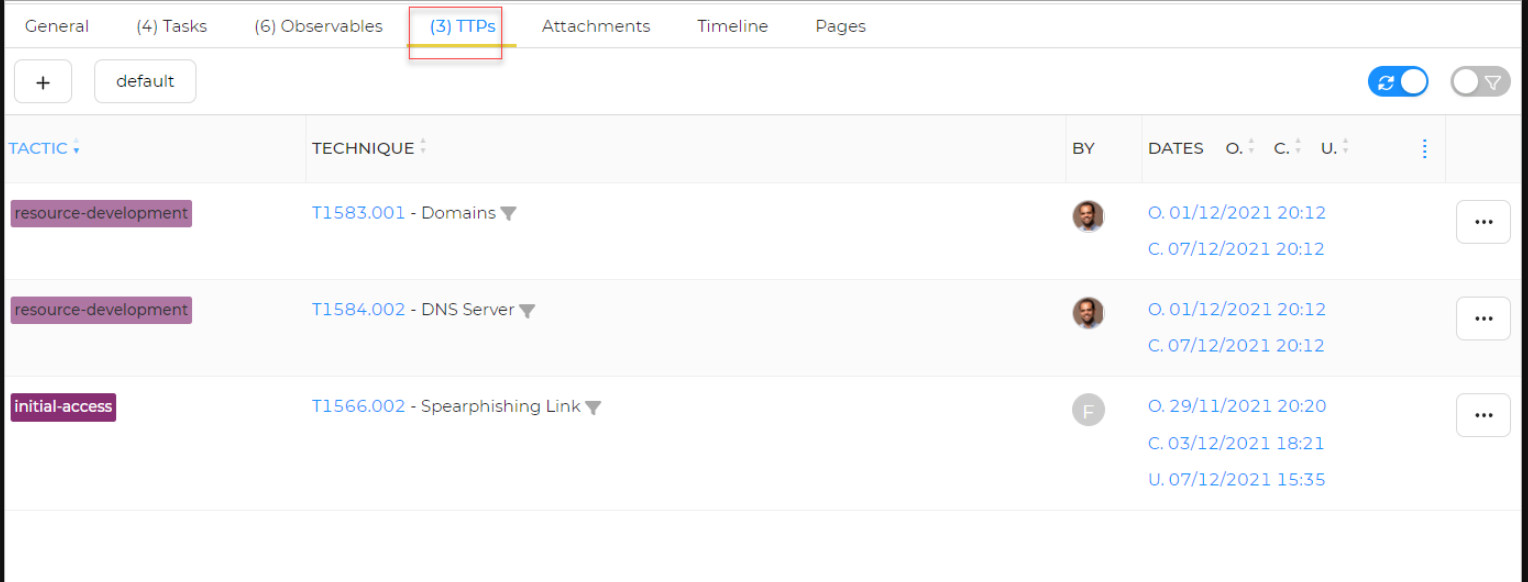 General (4) Tasks (6) Observables (3) TTPs Attachments Timeline Pages
+ default
TACTIC TECHNIQUE BY DATES O. C. U.
resource-development T1583.001 - Domains O. 01/12/2021 20:12
C. 07/12/2021 20:12
resource-development T1584.002 - DNS Server O. 01/12/2021 20:12
C. 07/12/2021 20:12
initial-access T1566.002 - Spearphishing Link F O. 29/11/2021 20:20
C. 03/12/2021 18:21
U. 07/12/2021 15:35